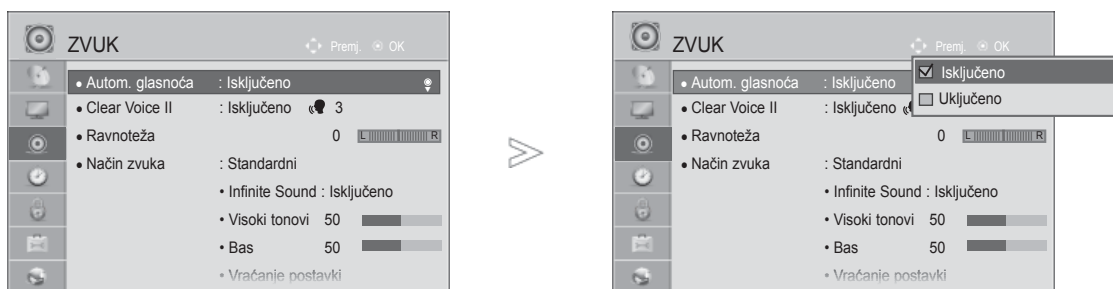 ZVUK
Premj. OK
• Autom. glasnoća : Isključeno
• Clear Voice II : Isključeno 3
• Ravnoteža 0 L R
• Način zvuka : Standardni
• Infinite Sound : Isključeno
• Visoki tonovi 50
• Bas 50
• Vraćanje postavki
>
ZVUK
Premj. OK
• Autom. glasnoća : Isključeno
• Clear Voice II : Isključeno
• Ravnoteža 0 L R
• Način zvuka : Standardni
• Infinite Sound : Isključeno
• Visoki tonovi 50
• Bas 50
• Vraćanje postavki
Isključeno
Uključeno